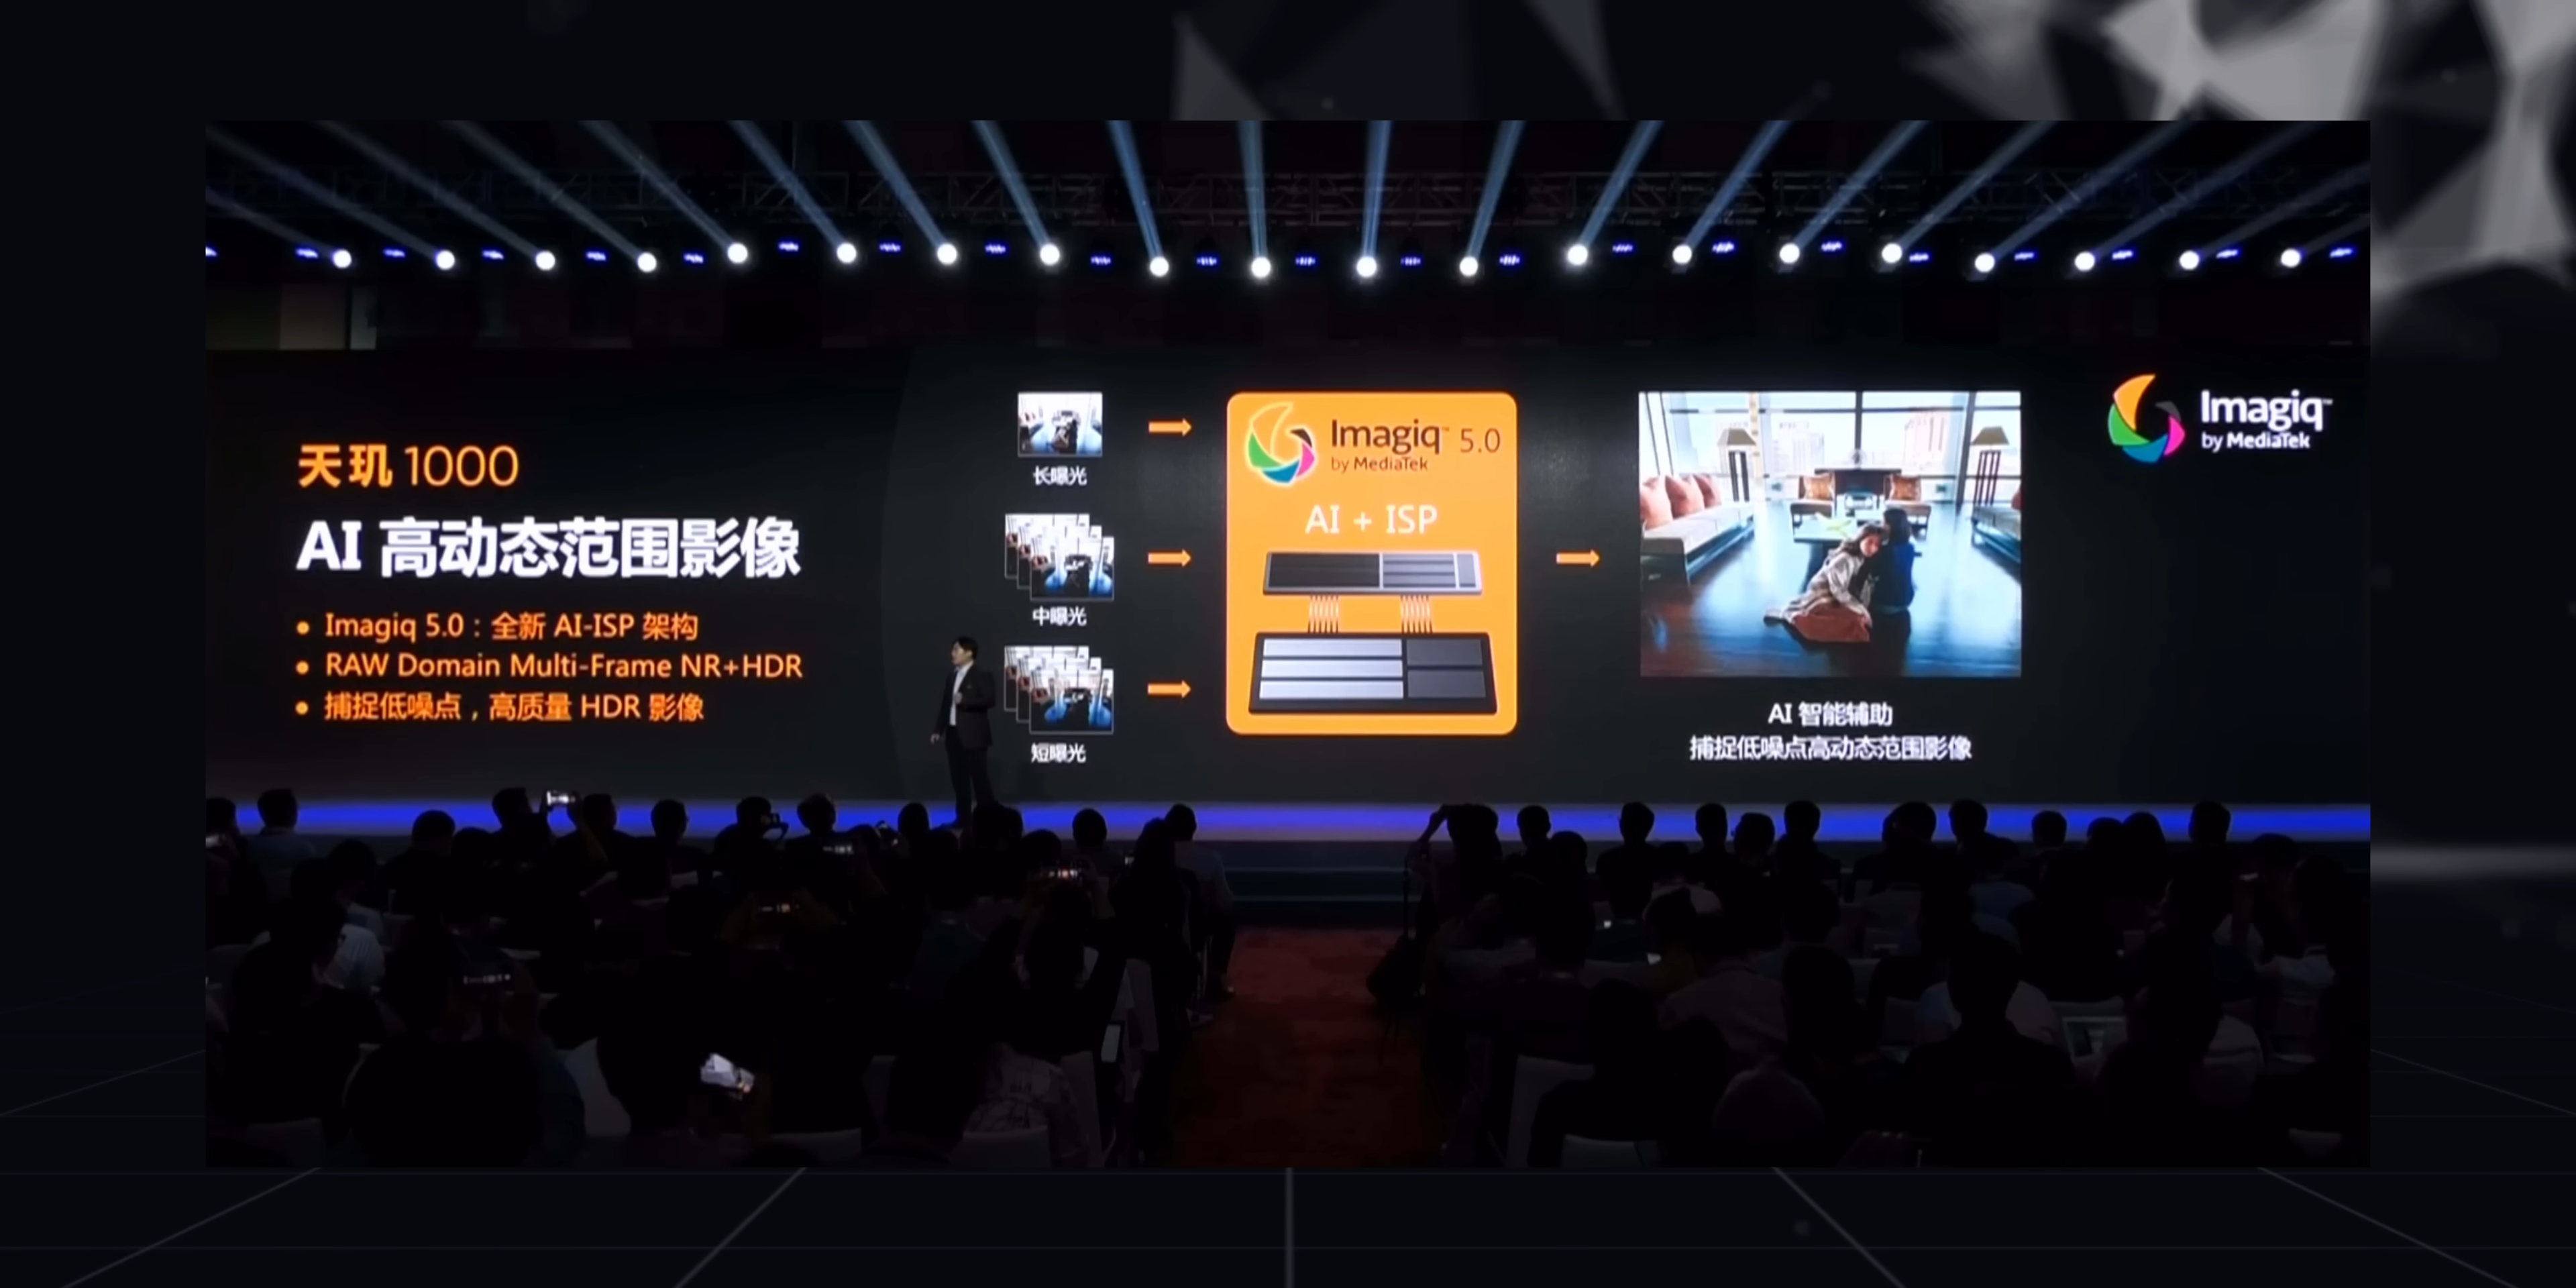 天玑 1000
AI 高动态范围影像
• Imagiq 5.0：全新 AI-ISP 架构
• RAW Domain Multi-Frame NR+HDR
• 捕捉低噪点，高质量 HDR 影像
长曝光
中曝光
短曝光
Imagiq™ 5.0
by MediaTek
AI + ISP
AI 智能辅助
捕捉低噪点高动态范围影像
Imagiq™
by MediaTek